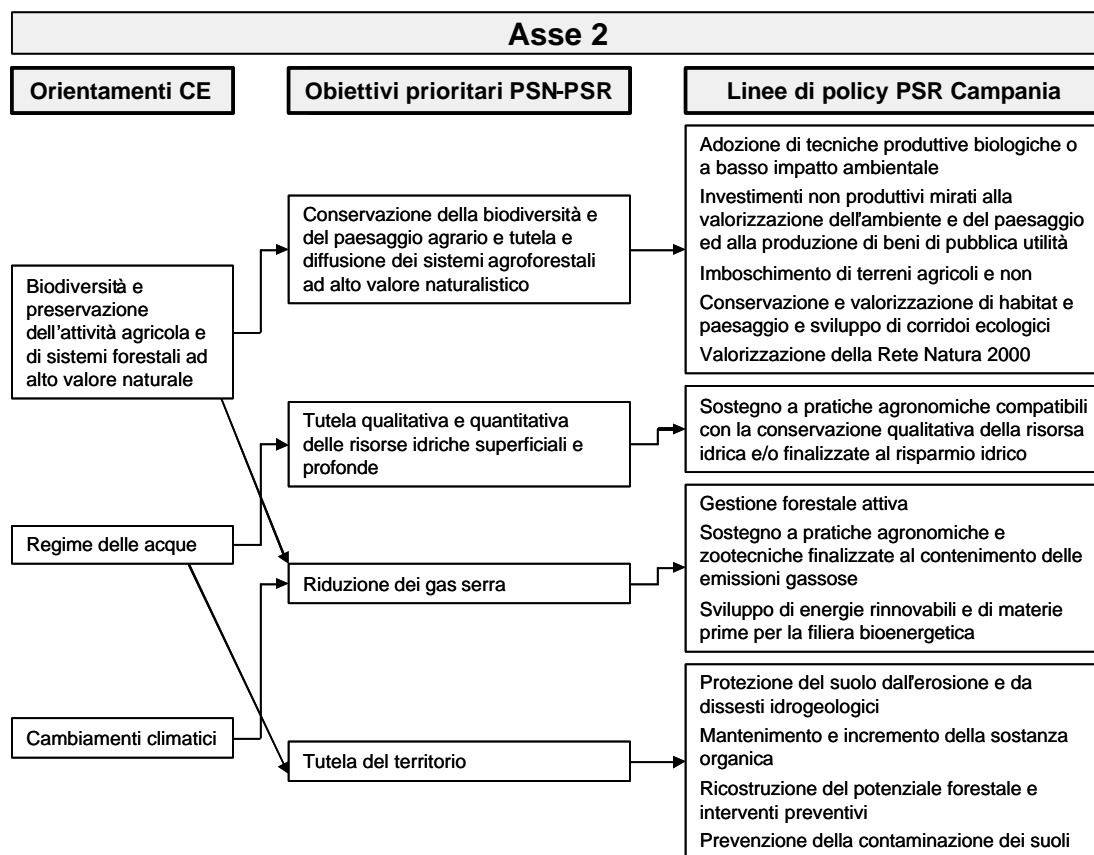 Asse 2
Orientamenti CE
Obiettivi prioritari PSN-PSR
Linee di policy PSR Campania
Biodiversità e
preservazione
dell'attività agricola e
di sistemi forestali ad
alto valore naturale
Regime delle acque
Cambiamenti climatici
Conservazione della biodiversità e
del paesaggio agrario e tutela e
diffusione dei sistemi agroforestali
ad alto valore naturalistico
Tutela qualitativa e quantitativa
delle risorse idriche superficiali e
profonde
Riduzione dei gas serra
Tutela del territorio
Adozione di tecniche produttive biologiche o
a basso impatto ambientale
Investimenti non produttivi mirati alla
valorizzazione dell'ambiente e del paesaggio
ed alla produzione di beni di pubblica utilità
Imboschimento di terreni agricoli e non
Conservazione e valorizzazione di habitat e
paesaggio e sviluppo di corridoi ecologici
Valorizzazione della Rete Natura 2000
Sostegno a pratiche agronomiche compatibili
con la conservazione qualitativa della risorsa
idrica e/o finalizzate al risparmio idrico
Gestione forestale attiva
Sostegno a pratiche agronomiche e
zootecniche finalizzate al contenimento delle
emissioni gassose
Sviluppo di energie rinnovabili e di materie
prime per la filiera bioenergetica
Protezione del suolo dall'erosione e da
dissesti idrogeologici
Mantenimento e incremento della sostanza
organica
Ricostruzione del potenziale forestale e
interventi preventivi
Prevenzione della contaminazione dei suoli